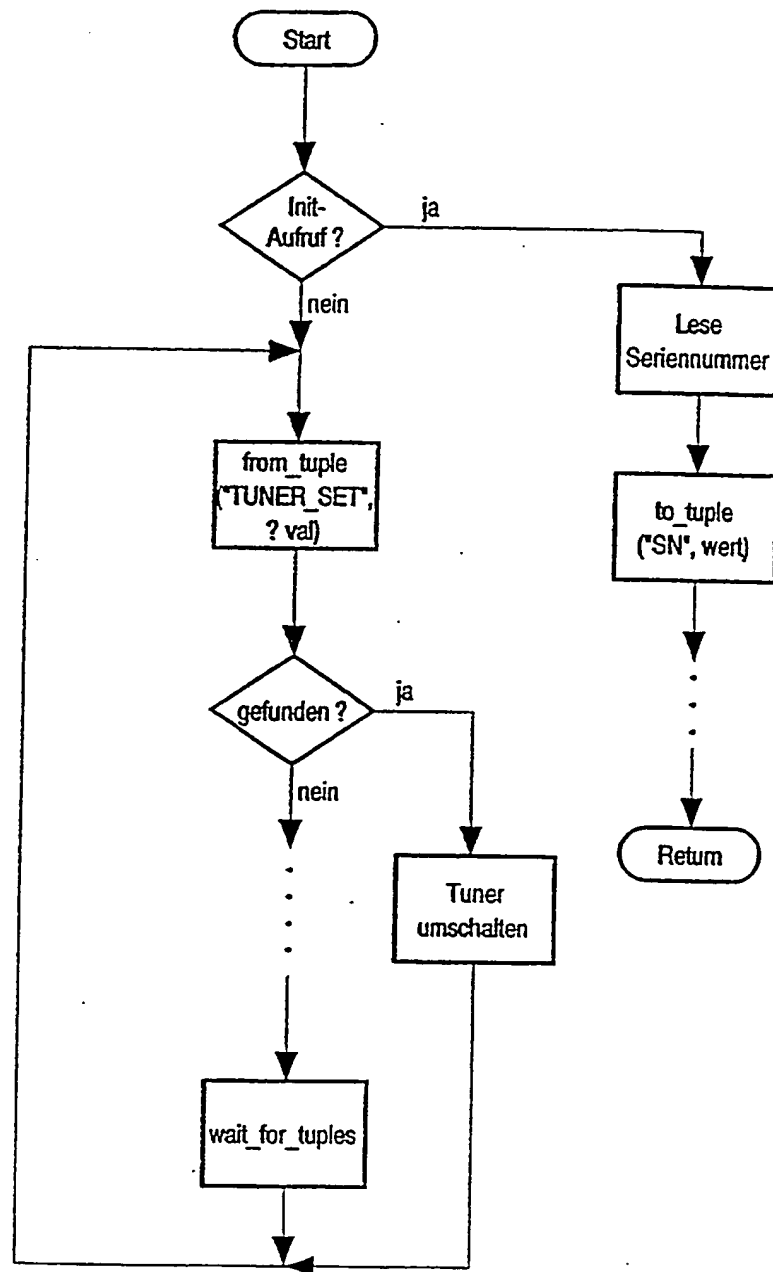 Start
Init-
Aufruf ?
ja
nein
Lese
Seriennummer
from_tuple
("TUNER_SET",
? val)
to_tuple
("SN", wert)
gefunden ?
ja
nein
Return
Tuner
umschalten
wait_for_tuples